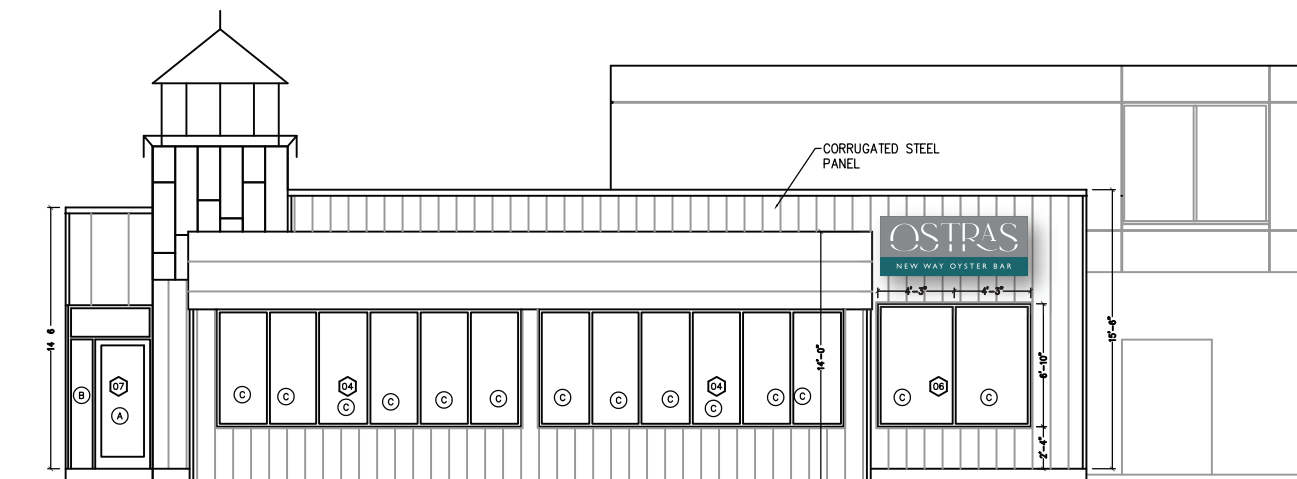 CORRUGATED STEEL
PANEL
OSTRAS
NEW WAY OYSTER BAR
4'-3" 4'-3"
14 6
14'-0"
6'-10"
15'-6"
2'-4"
B 07 A
C C 04 C C C C
C C C 04 C C C
C 06 C